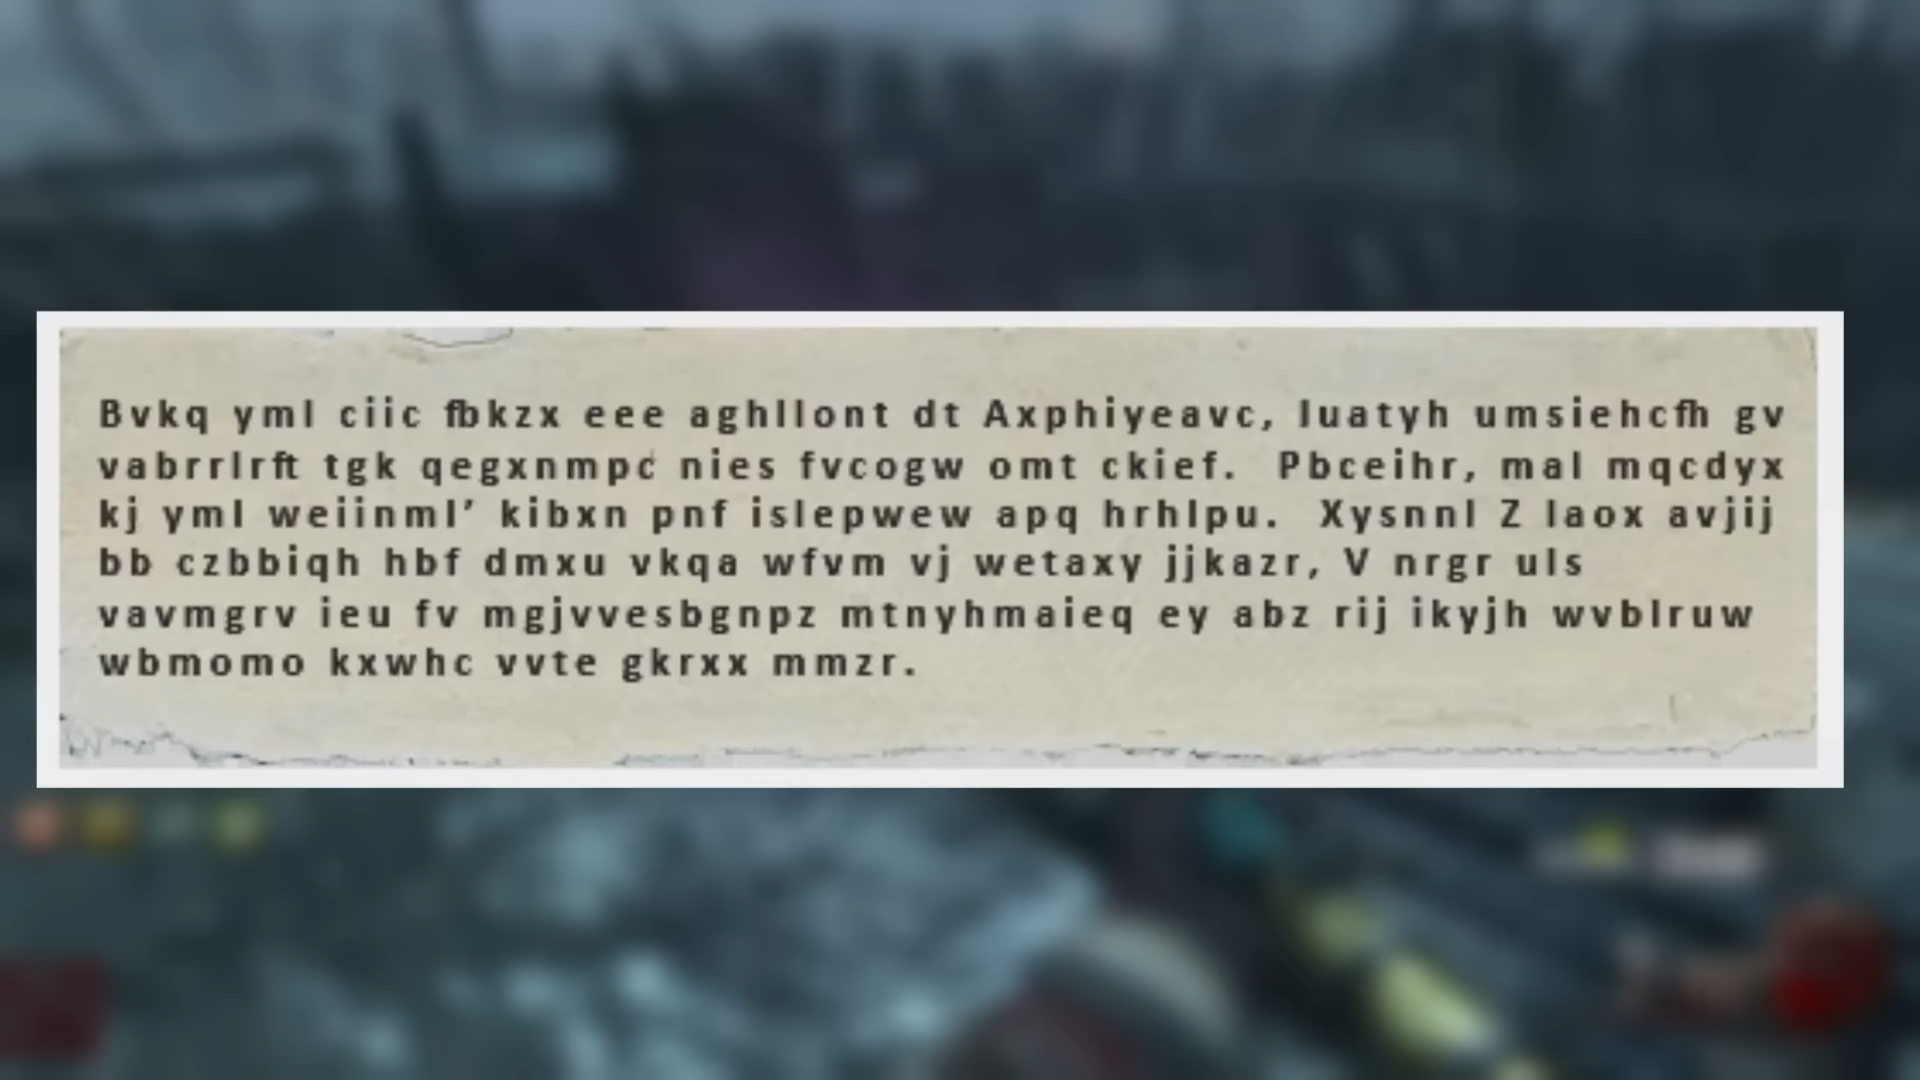 Bvkq yml ciic fbkzx eee aghllont dt Axphiyeavc, luatyh umsiehcfh gv
vabrrlrft tgk qegxnmpc nies fvcogw omt ckief. Pbceihr, mal mqcdyx
kj yml weiinml’ kibxn pnf islepwew apq hrhlpu. Xysnnl Z laox avjij
bb czbbiqh hbf dmxu vkqa wfvm vj wetaxy jjkazr, V nrgr uls
vavmgrv ieu fv mgjvvesbgnpz mtnyhmaieq ey abz rij ikyjh wvblruw
wbmomo kxwhc vvte gkrxx mmzr.